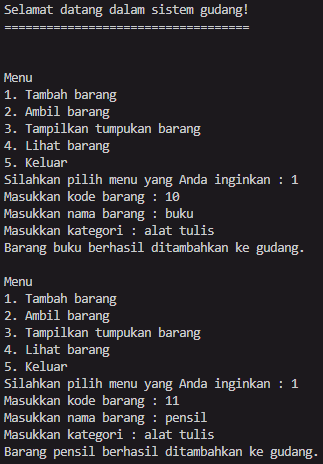 Selamat datang dalam sistem gudang!
===================================
Menu
1. Tambah barang
2. Ambil barang
3. Tampilkan tumpukan barang
4. Lihat barang
5. Keluar
Silahkan pilih menu yang Anda inginkan : 1
Masukkan kode barang : 10
Masukkan nama barang : buku
Masukkan kategori : alat tulis
Barang buku berhasil ditambahkan ke gudang.
Menu
1. Tambah barang
2. Ambil barang
3. Tampilkan tumpukan barang
4. Lihat barang
5. Keluar
Silahkan pilih menu yang Anda inginkan : 1
Masukkan kode barang : 11
Masukkan nama barang : pensil
Masukkan kategori : alat tulis
Barang pensil berhasil ditambahkan ke gudang.